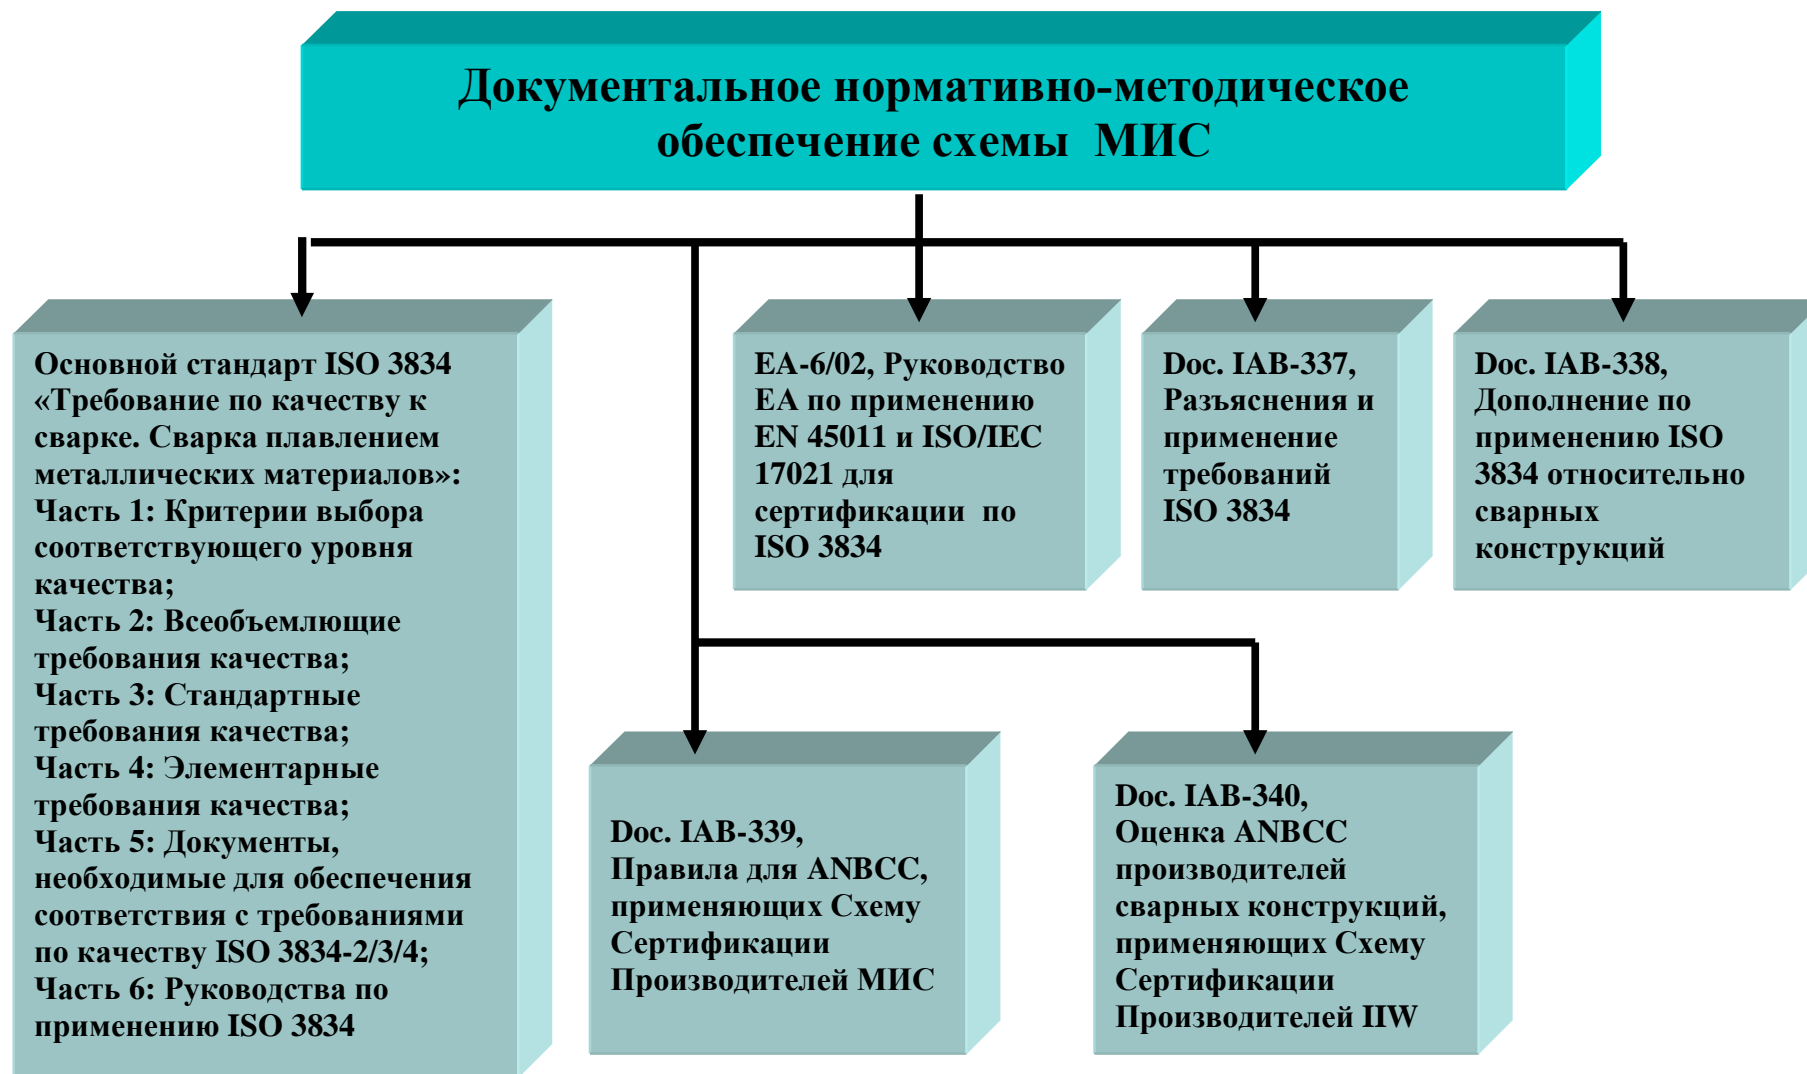 Документальное нормативно-методическое
обеспечение схемы МИС
Основной стандарт ISO 3834
«Требование по качеству к
сварке. Сварка плавлением
металлических материалов»:
Часть 1: Критерии выбора
соответствующего уровня
качества;
Часть 2: Всеобъемлющие
требования качества;
Часть 3: Стандартные
требования качества;
Часть 4: Элементарные
требования качества;
Часть 5: Документы,
необходимые для обеспечения
соответствия с требованиями
по качеству ISO 3834-2/3/4;
Часть 6: Руководства по
применению ISO 3834
EA-6/02, Руководство
EA по применению
EN 45011 и ISO/IEC
17021 для
сертификации по
ISO 3834
Doc. IAB-337,
Разъяснения и
применение
требований
ISO 3834
Doc. IAB-338,
Дополнение по
применению ISO
3834 относительно
сварных
конструкций
Doc. IAB-339,
Правила для ANBCC,
применяющих Схему
Сертификации
Производителей МИС
Doc. IAB-340,
Оценка ANBCC
производителей
сварных конструкций,
применяющих Схему
Сертификации
Производителей IIW